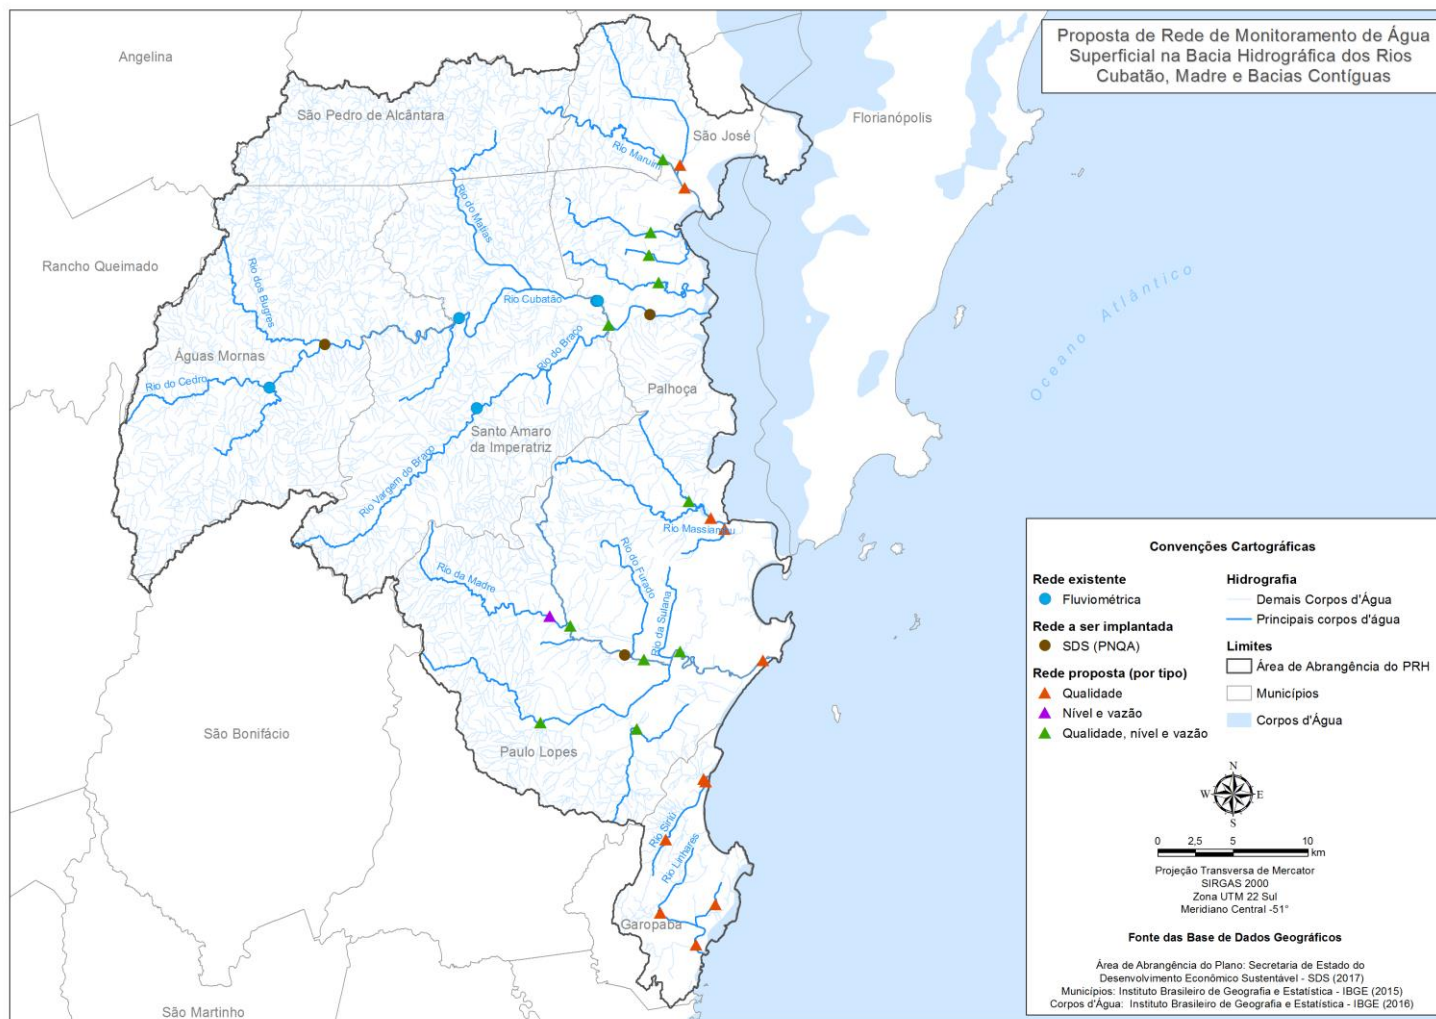 Proposta de Rede de Monitoramento de Água
Superficial na Bacia Hidrográfica dos Rios
Cubatão, Madre e Bacias Contíguas
Angelina
São Pedro de Alcântara
São José
Florianópolis
Rio Maruim
Rio do Matias
Rancho Queimado
Rio dos Bugres
Rio Cubatão
Oceano Atlântico
Águas Mornas
Rio do Braço
Rio do Cedro
Palhoça
Santo Amaro
da Imperatriz
Rio Vargem do Braço
Rio Massiambu
Rio do Furado
Rio da Madre
Rio da Sulana
São Bonifácio
Paulo Lopes
Rio Siriú
Rio Linhares
Garopaba
São Martinho
Convenções Cartográficas
Rede existente
Fluviométrica
Rede a ser implantada
SDS (PNQA)
Rede proposta (por tipo)
Qualidade
Nível e vazão
Qualidade, nível e vazão
Hidrografia
Demais Corpos d'Água
Principais corpos d'água
Limites
Área de Abrangência do PRH
Municípios
Corpos d'Água
N
W E
S
0 2,5 5 10
km
Projeção Transversa de Mercator
SIRGAS 2000
Zona UTM 22 Sul
Meridiano Central -51°
Fonte das Base de Dados Geográficos
Área de Abrangência do Plano: Secretaria de Estado do
Desenvolvimento Econômico Sustentável - SDS (2017)
Municípios: Instituto Brasileiro de Geografia e Estatística - IBGE (2015)
Corpos d'Água: Instituto Brasileiro de Geografia e Estatística - IBGE (2016)